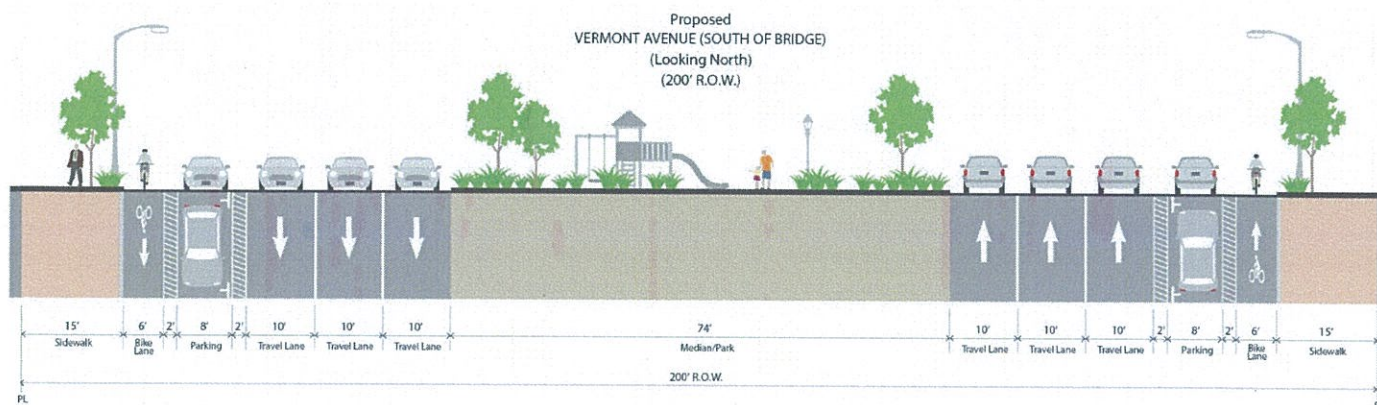 Proposed
VERMONT AVENUE (SOUTH OF BRIDGE)
(Looking North)
(200' R.O.W.)
15' 6' 2' 8' 2' 10' 10' 10' 74' 10' 10' 10' 2' 8' 2' 6' 15'
Sidewalk Bike Lane Parking Travel Lane Travel Lane Travel Lane Median/Park Travel Lane Travel Lane Travel Lane Parking Bike Lane Sidewalk
200' R.O.W.
PL